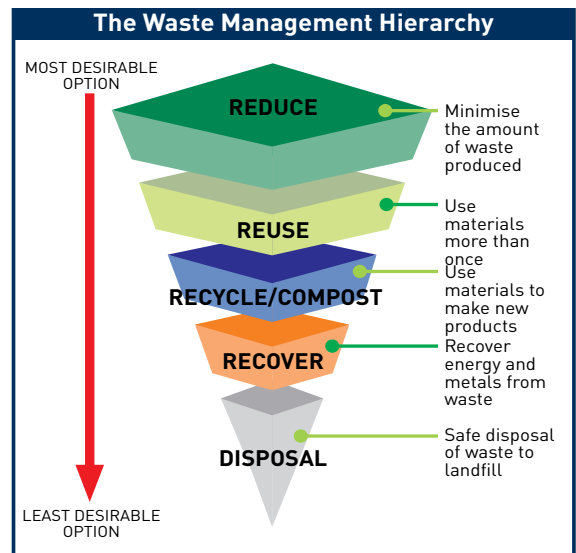 The Waste Management Hierarchy
MOST DESIRABLE
OPTION
REDUCE
Minimise
the amount
of waste
produced
REUSE
Use
materials
more than
once
RECYCLE/COMPOST
Use
materials to
make new
products
RECOVER
Recover
energy and
metals from
waste
DISPOSAL
Safe disposal
of waste to
landfill
LEAST DESIRABLE
OPTION